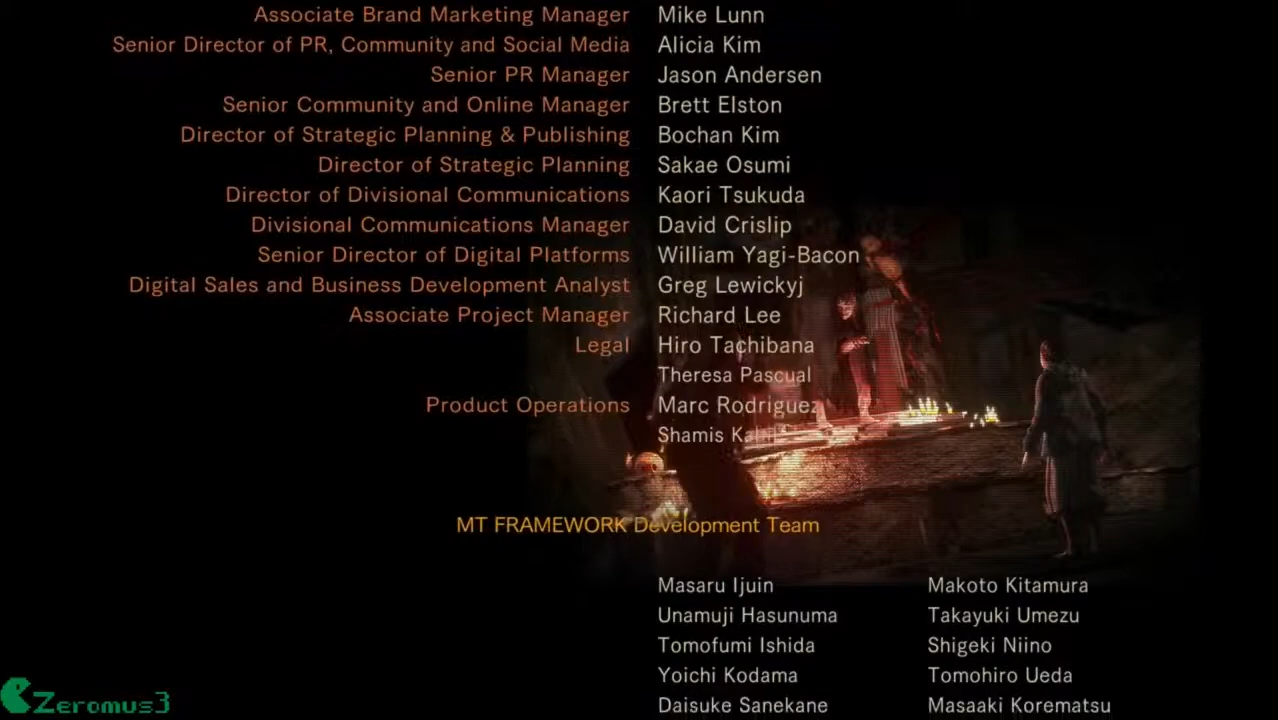 Associate Brand Marketing Manager Mike Lunn
Senior Director of PR, Community and Social Media Alicia Kim
Senior PR Manager Jason Andersen
Senior Community and Online Manager Brett Elston
Director of Strategic Planning & Publishing Bochan Kim
Director of Strategic Planning Sakae Osumi
Director of Divisional Communications Kaori Tsukuda
Divisional Communications Manager David Crislip
Senior Director of Digital Platforms William Yagi-Bacon
Digital Sales and Business Development Analyst Greg Lewickyj
Associate Project Manager Richard Lee
Legal Hiro Tachibana
Theresa Pascual
Product Operations Marc Rodriguez
Shamis
MT FRAMEWORK Development Team
Masaru Ijuin Makoto Kitamura
Unamuji Hasunuma Takayuki Umezu
Tomofumi Ishida Shigeki Niino
Yoichi Kodama Tomohiro Ueda
Daisuke Sanekane Masaaki Korematsu
Zeromus3